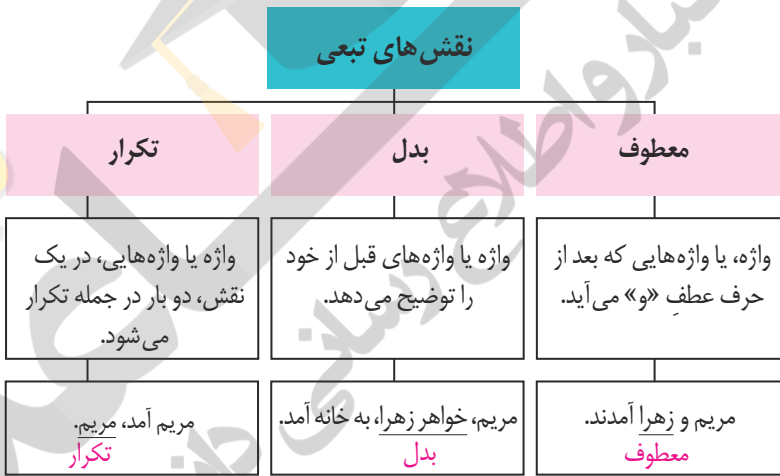 نقش‌های تبعی
معطوف
بدل
تکرار
واژه، یا واژه‌هایی که بعد از
حرف عطفِ «و» می‌آید.
واژه یا واژه‌های قبل از خود
را توضیح می‌دهد.
واژه یا واژه‌هایی، در یک
نقش، دو بار در جمله تکرار
می‌شود.
مریم و زهرا آمدند.
معطوف
مریم، خواهر زهرا، به خانه آمد.
بدل
مریم آمد، مریم.
تکرار